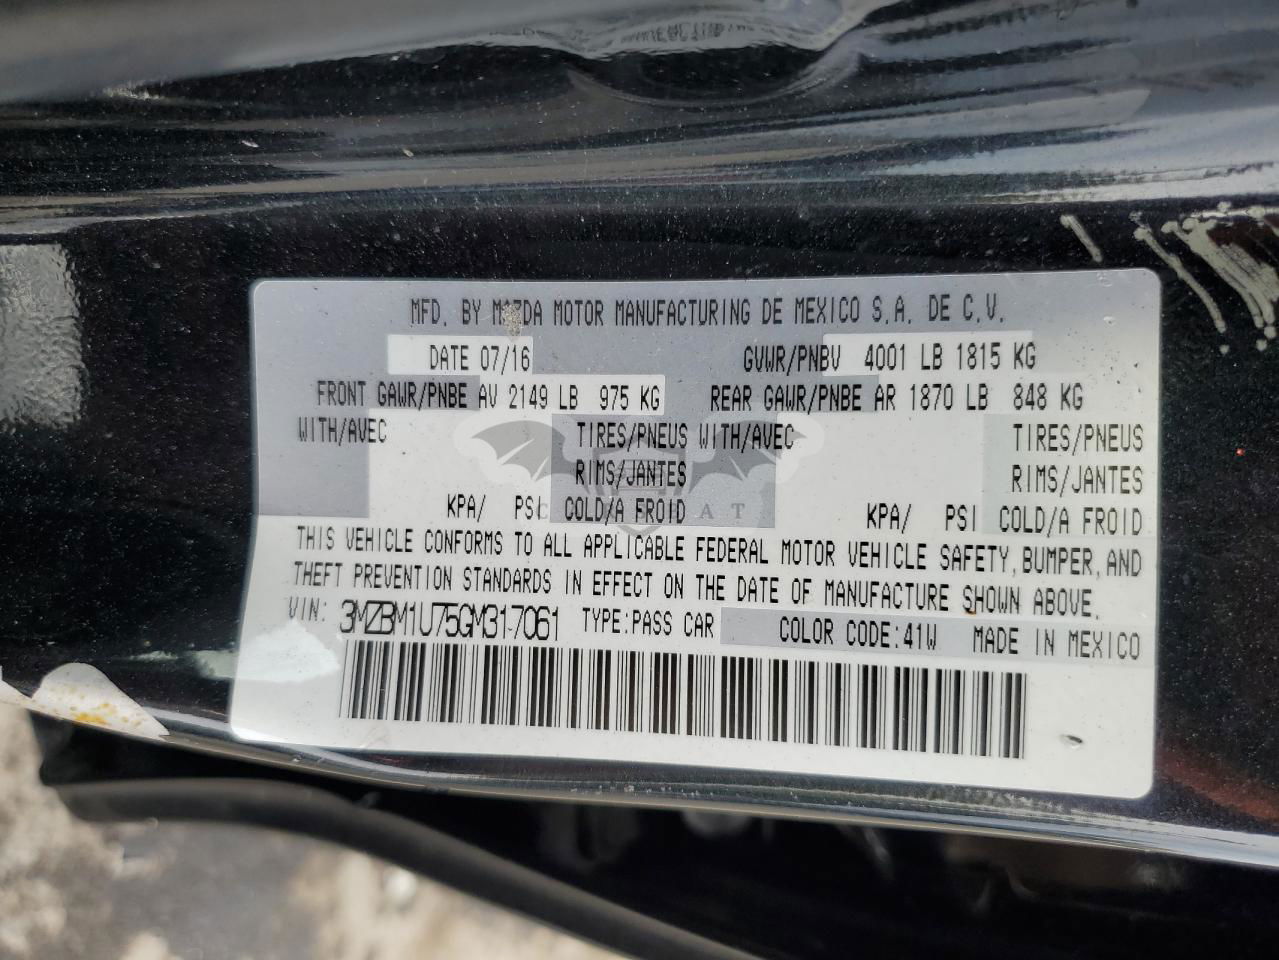 MFD. BY MAZDA MOTOR MANUFACTURING DE MEXICO S.A. DE C.V.
DATE 07/16 GVWR/PNBV 4001 LB 1815 KG
FRONT GAWR/PNBE AV 2149 LB 975 KG REAR GAWR/PNBE AR 1870 LB 848 KG
WITH/AVEC TIRES/PNEUS WITH/AVEC TIRES/PNEUS
RIMS/JANTES RIMS/JANTES
KPA/ PSI COLD/A FROID KPA/ PSI COLD/A FROID
THIS VEHICLE CONFORMS TO ALL APPLICABLE FEDERAL MOTOR VEHICLE SAFETY, BUMPER, AND
THEFT PREVENTION STANDARDS IN EFFECT ON THE DATE OF MANUFACTURE SHOWN ABOVE.
VIN: 3MZBM1U75GM317061 TYPE:PASS CAR COLOR CODE:41W MADE IN MEXICO